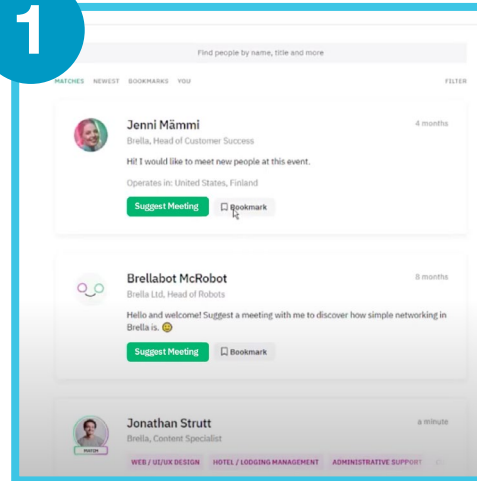 1
Find people by name, title and more
MATCHES NEWEST BOOKMARKS YOU FILTER
Jenni Mämmi 4 months
Brella, Head of Customer Success
Hi! I would like to meet new people at this event.
Operates in: United States, Finland
Suggest Meeting Bookmark
Brellabot McRobot 8 months
Brella Ltd, Head of Robots
Hello and welcome! Suggest a meeting with me to discover how simple networking in
Brella is.
Suggest Meeting Bookmark
Jonathan Strutt a minute
Brella, Content Specialist
MATCH
WEB / UI/UX DESIGN HOTEL / LODGING MANAGEMENT ADMINISTRATIVE SUPPORT